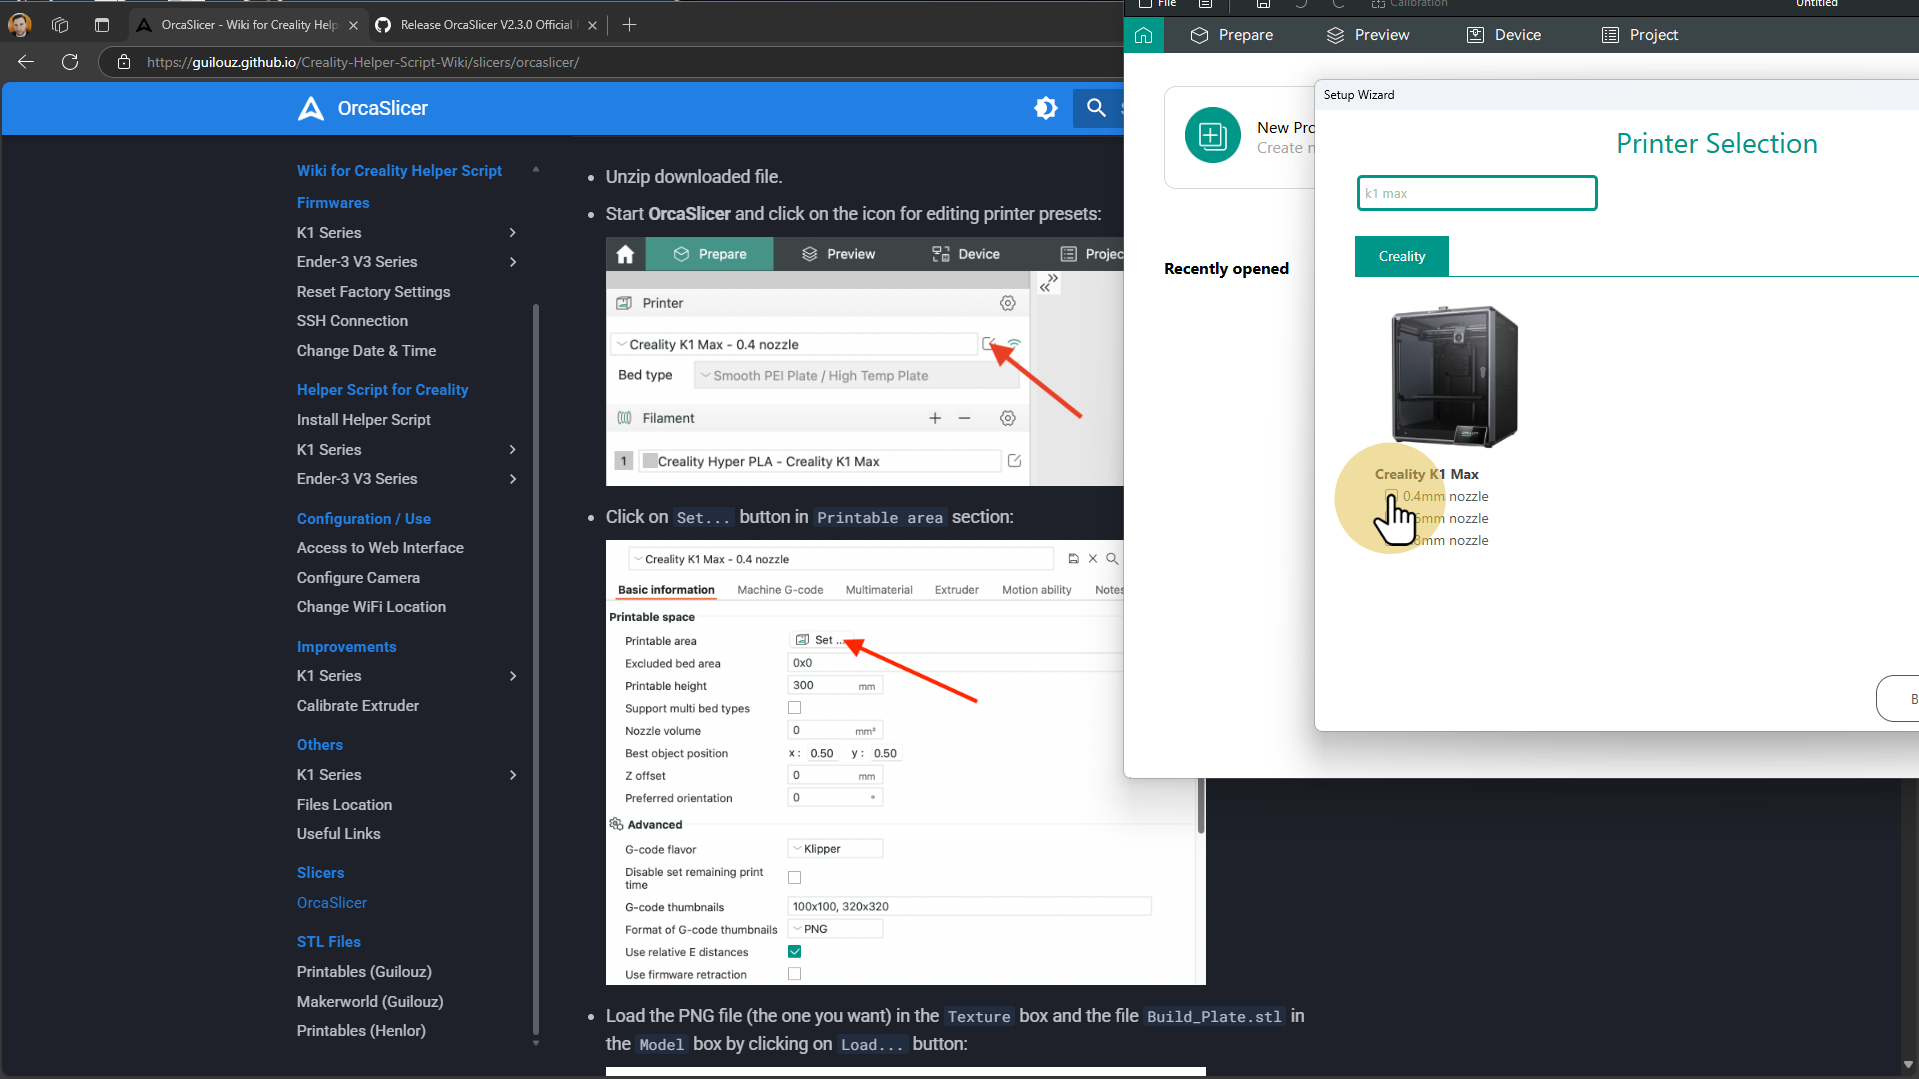 OrcaSlicer - Wiki for Creality Help
Release OrcaSlicer V2.3.0 Official
https://guilouz.github.io/Creality-Helper-Script-Wiki/slicers/orcaslicer/
OrcaSlicer
Wiki for Creality Helper Script
Firmwares
K1 Series
Ender-3 V3 Series
Reset Factory Settings
SSH Connection
Change Date & Time
Helper Script for Creality
Install Helper Script
K1 Series
Ender-3 V3 Series
Configuration / Use
Access to Web Interface
Configure Camera
Change WiFi Location
Improvements
K1 Series
Calibrate Extruder
Others
K1 Series
Files Location
Useful Links
Slicers
OrcaSlicer
STL Files
Printables (Guilouz)
Makerworld (Guilouz)
Printables (Henlor)
Unzip downloaded file.
Start OrcaSlicer and click on the icon for editing printer presets:
Prepare Preview Device Projec
Printer
Creality K1 Max - 0.4 nozzle
Bed type Smooth PEI Plate / High Temp Plate
Filament
1 Creality Hyper PLA - Creality K1 Max
Click on Set... button in Printable area section:
Creality K1 Max - 0.4 nozzle
Basic information Machine G-code Multimaterial Extruder Motion ability Notes
Printable space
Printable area Set ...
Excluded bed area 0x0
Printable height 300 mm
Support multi bed types
Nozzle volume 0 mm³
Best object position x : 0.50 y : 0.50
Z offset 0 mm
Preferred orientation 0 °
Advanced
G-code flavor Klipper
Disable set remaining print
time
G-code thumbnails 100x100, 320x320
Format of G-code thumbnails PNG
Use relative E distances
Use firmware retraction
Load the PNG file (the one you want) in the Texture box and the file Build_Plate.stl in
the Model box by clicking on Load... button:
File Calibration Untitled
Prepare Preview Device Project
New Pro
Create n
Recently opened
Setup Wizard
Printer Selection
k1 max
Creality
Creality K1 Max
0.4mm nozzle
mm nozzle
mm nozzle
B